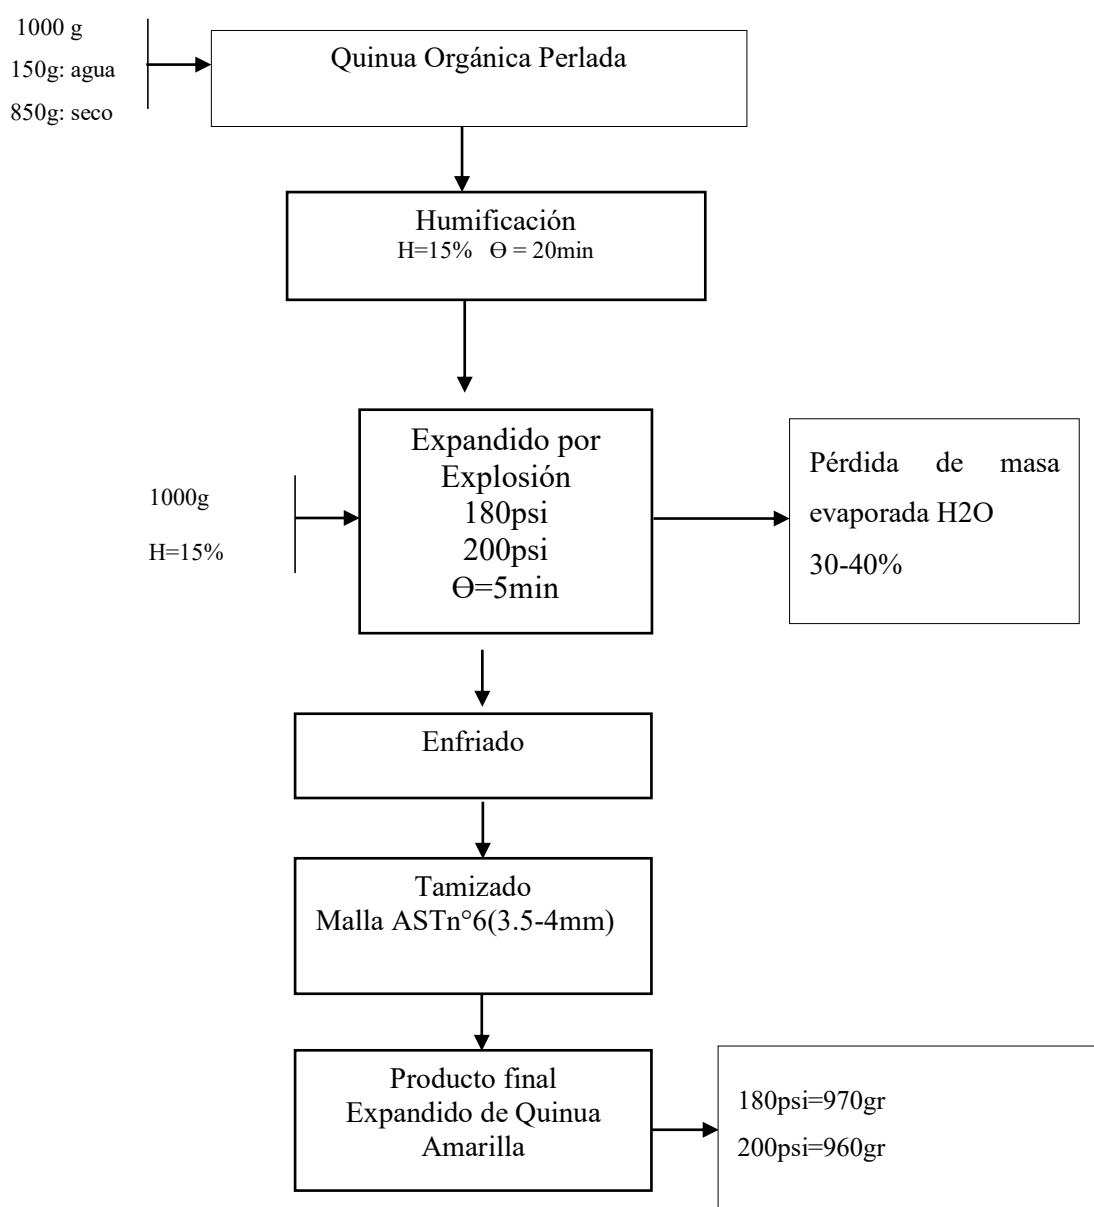 1000 g
150g: agua
850g: seco
Quinua Orgánica Perlada
Humificación
H=15% ϴ = 20min
1000g
H=15%
Expandido por
Explosión
180psi
200psi
ϴ=5min
Pérdida de masa
evaporada H2O
30-40%
Enfriado
Tamizado
Malla ASTn°6(3.5-4mm)
Producto final
Expandido de Quinua
Amarilla
180psi=970gr
200psi=960gr